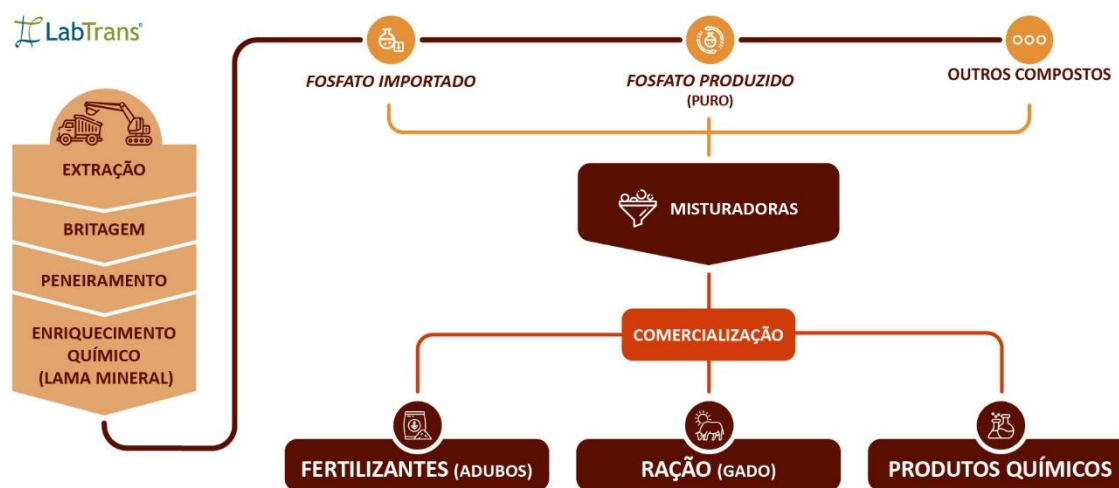 LabTrans®
EXTRAÇÃO
BRITAGEM
PENEIRAMENTO
ENRIQUECIMENTO
QUÍMICO
(LAMA MINERAL)
FOSFATO IMPORTADO
FOSFATO PRODUZIDO
(PURO)
OUTROS COMPOSTOS
MISTURADORAS
COMERCIALIZAÇÃO
FERTILIZANTES (ADUBOS)
RAÇÃO (GADO)
PRODUTOS QUÍMICOS